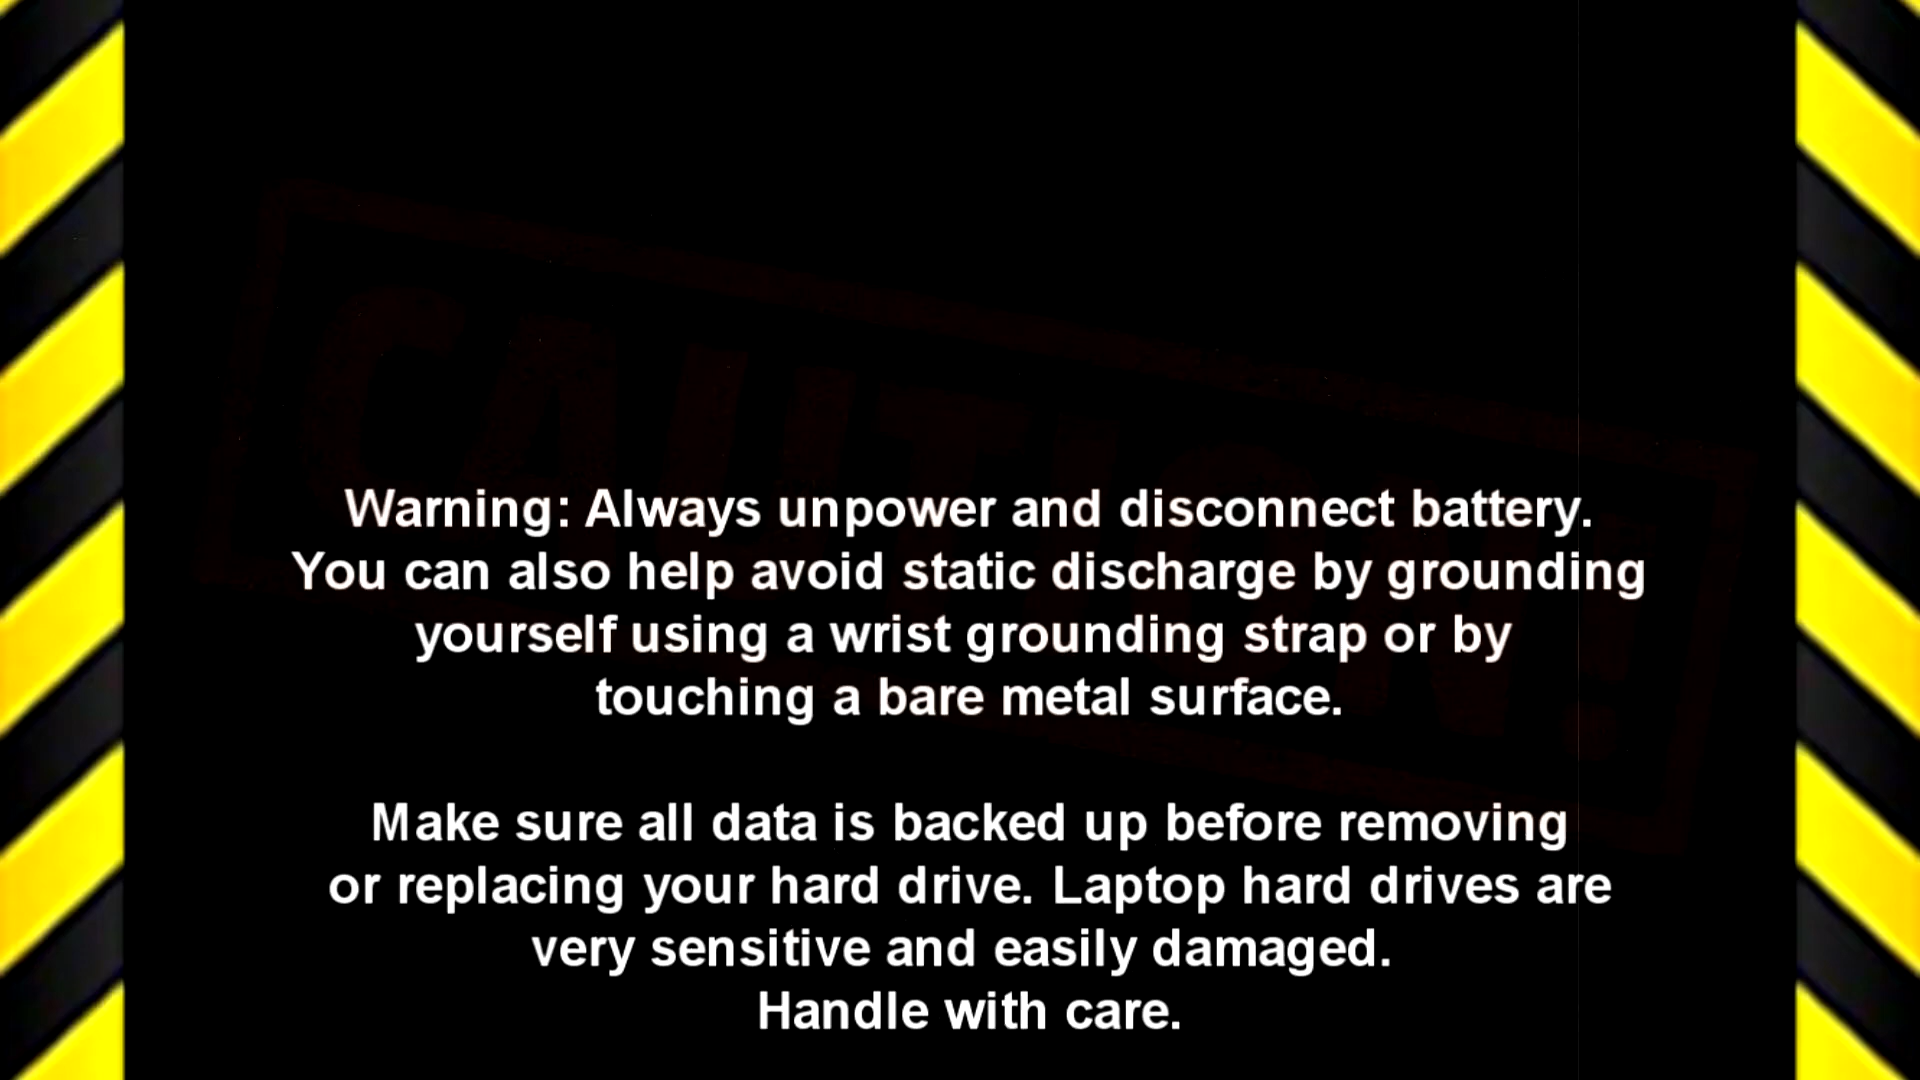 CAUTION!
Warning: Always unpower and disconnect battery.
You can also help avoid static discharge by grounding
yourself using a wrist grounding strap or by
touching a bare metal surface.
Make sure all data is backed up before removing
or replacing your hard drive. Laptop hard drives are
very sensitive and easily damaged.
Handle with care.